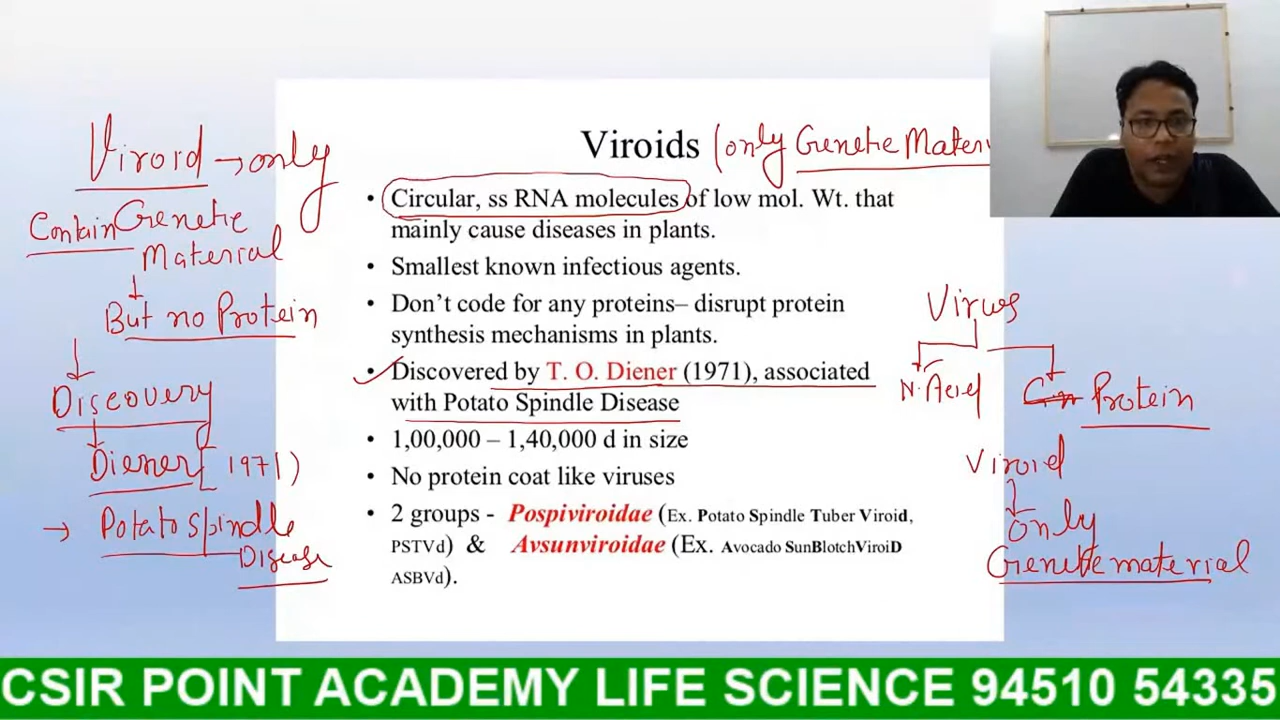 Viroids (only Genetic Mater
• Circular, ss RNA molecules of low mol. Wt. that
mainly cause diseases in plants.
• Smallest known infectious agents.
• Don't code for any proteins– disrupt protein
synthesis mechanisms in plants.
• Discovered by T. O. Diener (1971), associated
with Potato Spindle Disease
• 1,00,000 – 1,40,000 d in size
• No protein coat like viruses
• 2 groups - Pospiviroidae (Ex. Potato Spindle Tuber Viroid,
PSTVd) & Avsunviroidae (Ex. Avocado SunBlotchViroiD
ASBVd).
Viroid → only
Contain Genetic
Material
But no Protein
Discovery
Diener [1971)
→ Potato spindle
Disease
Virus
N. Acid Protein
Viroid
only
Genetic material
CSIR POINT ACADEMY LIFE SCIENCE 94510 54335